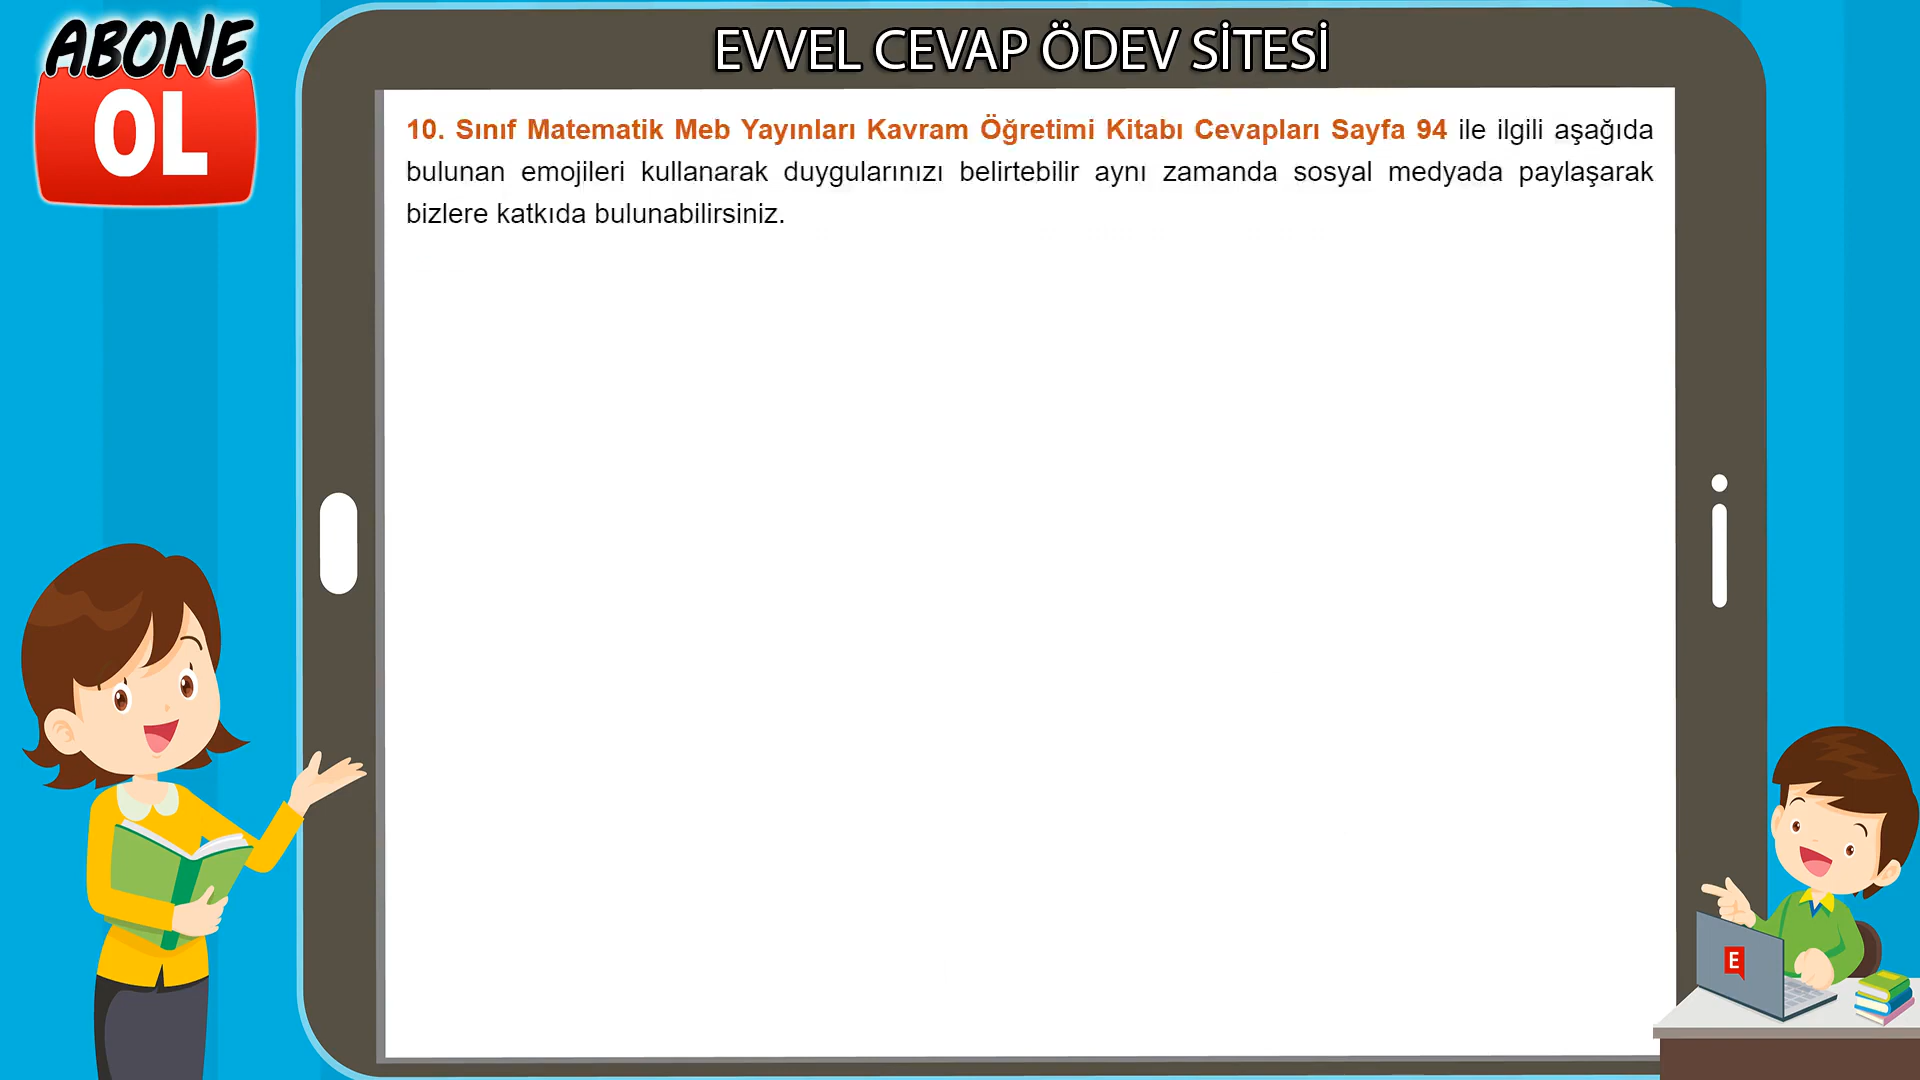 ABONE
OL
EVVEL CEVAP ÖDEV SİTESİ
10. Sınıf Matematik Meb Yayınları Kavram Öğretimi Kitabı Cevapları Sayfa 94 ile ilgili aşağıda
bulunan emojileri kullanarak duygularınızı belirtebilir aynı zamanda sosyal medyada paylaşarak
bizlere katkıda bulunabilirsiniz.
E